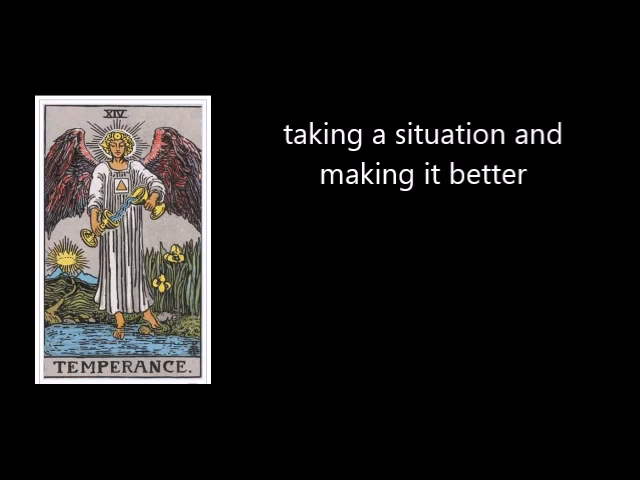 XIV
taking a situation and
making it better
TEMPERANCE.